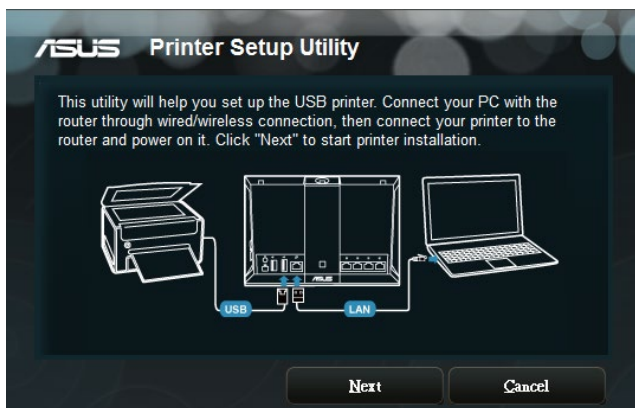 ASUS Printer Setup Utility
This utility will help you set up the USB printer. Connect your PC with the
router through wired/wireless connection, then connect your printer to the
router and power on it. Click "Next" to start printer installation.
ASUS
USB
LAN
Next
Cancel